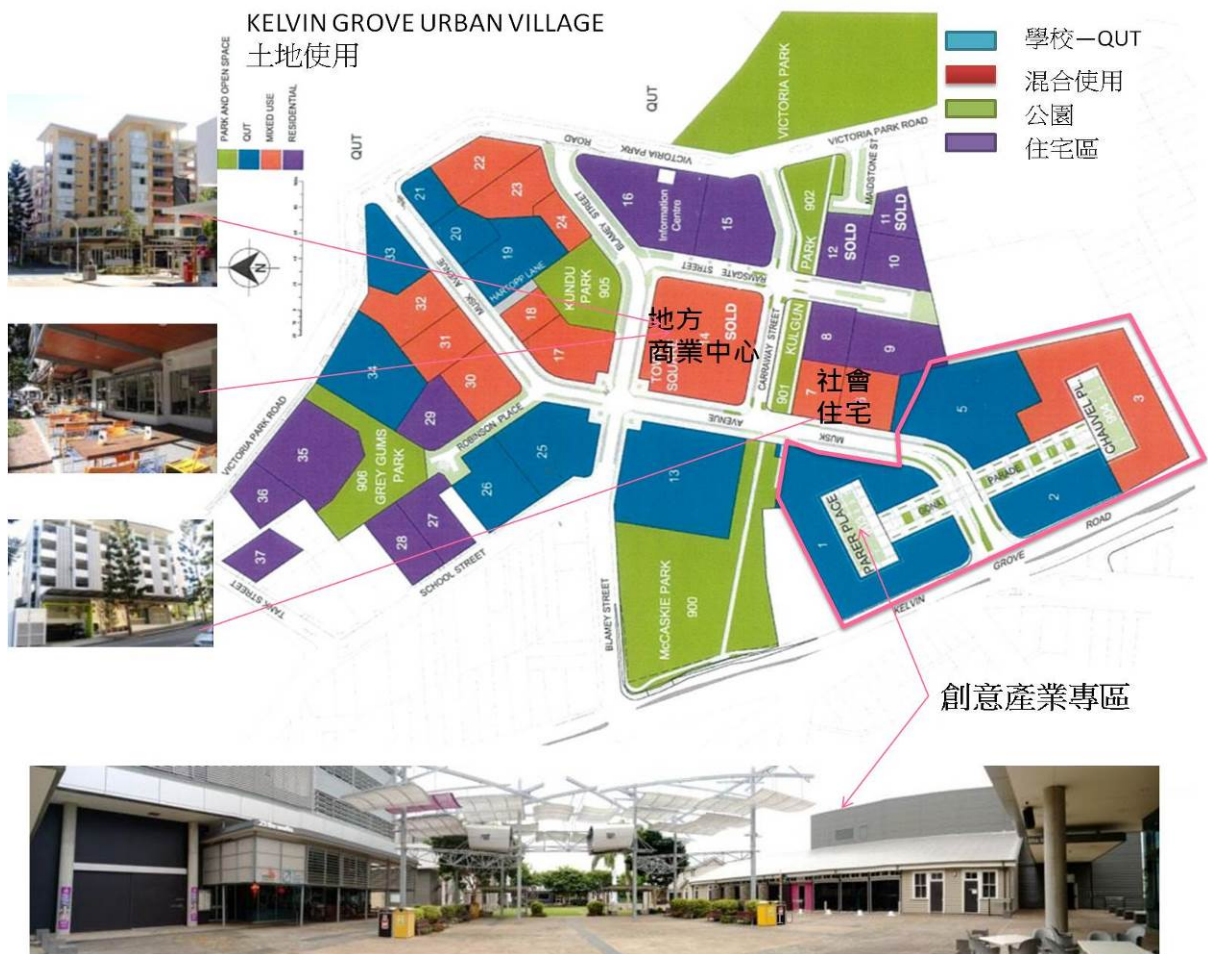 KELVIN GROVE URBAN VILLAGE
土地使用
學校—QUT
混合使用
公園
住宅區
PARK AND OPEN SPACE
QUT
MIXED USE
RESIDENTIAL
N
QUT
QUT
VICTORIA PARK
VICTORIA PARK ROAD
VICTORIA PARK
ROAD
MAIDSTONE ST
22
23
24
21
20
19
33
32
31
30
34
29
18
17
HARTOPP LANE
KUNDU
PARK
905
BLAMEY STREET
MUSK
AVENUE
16
Information
Centre
15
902
PARK
12
SOLD
11
SOLD
10
RAMSGATE
STREET
地方
商業中心
SOLD
CARRAWAY STREET
KULGUN
901
8
9
7
社會
住宅
AVENUE
MUSK
VICTORIA PARK ROAD
35
36
37
906
GREY GUMS
PARK
ROBINSON PLACE
26
25
28
27
TANK STREET
SCHOOL STREET
13
McCASKIE PARK
900
BLAMEY STREET
5
3
CHAUVEL PL.
PARADE
2
1
PARER PLACE
KELVIN
GROVE
ROAD
創意產業專區